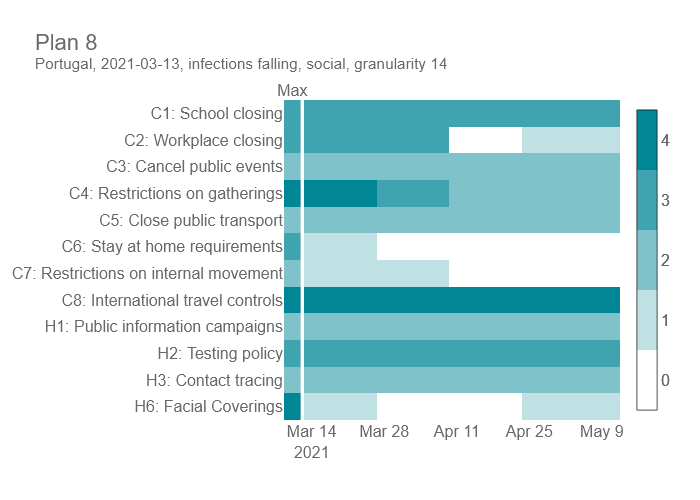 Plan 8
Portugal, 2021-03-13, infections falling, social, granularity 14
Max
C1: School closing
C2: Workplace closing
C3: Cancel public events
C4: Restrictions on gatherings
C5: Close public transport
C6: Stay at home requirements
C7: Restrictions on internal movement
C8: International travel controls
H1: Public information campaigns
H2: Testing policy
H3: Contact tracing
H6: Facial Coverings
Mar 14 Mar 28 Apr 11 Apr 25 May 9
2021
4
3
2
1
0